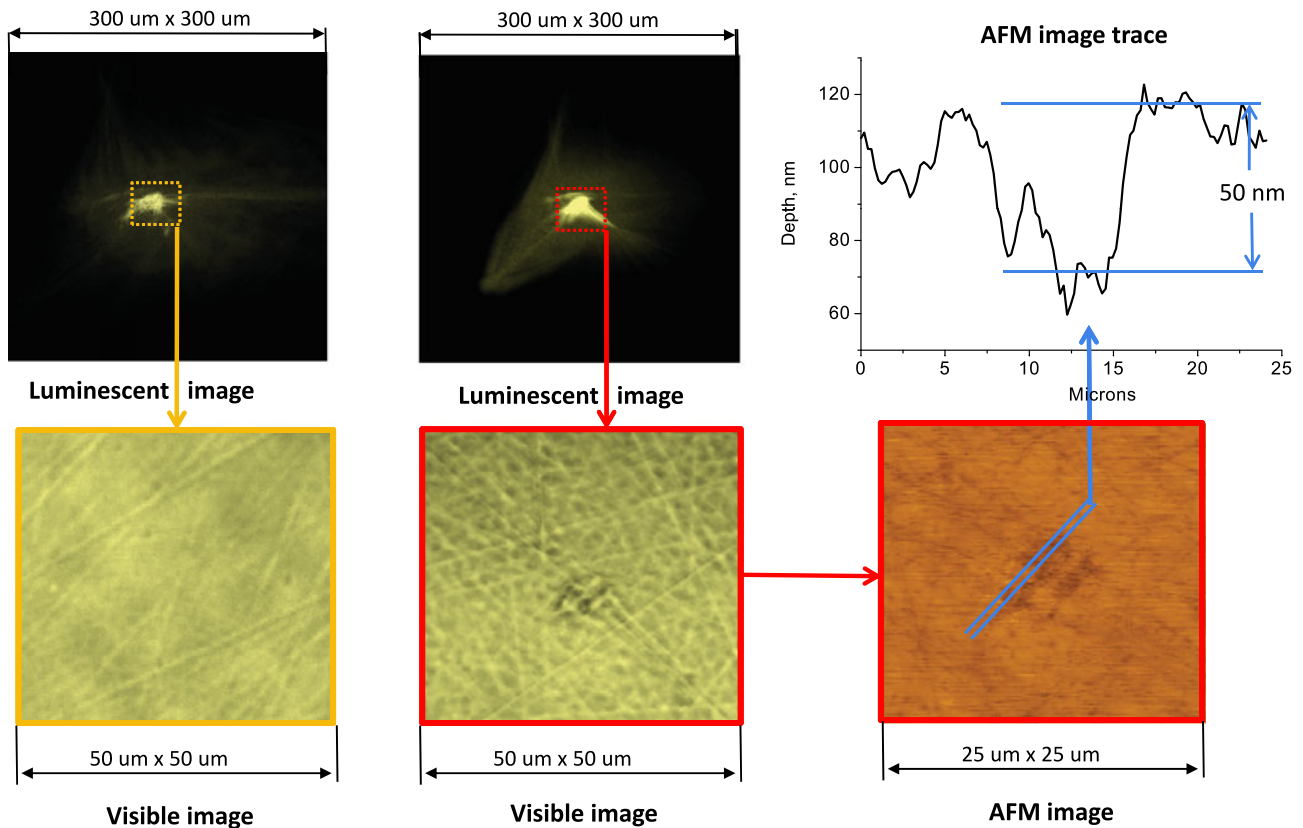 300 um x 300 um
300 um x 300 um
AFM image trace
120
100
80
60
Depth, nm
50 nm
0
5
10
15
20
25
Microns
Luminescent image
Luminescent image
50 um x 50 um
50 um x 50 um
25 um x 25 um
Visible image
Visible image
AFM image